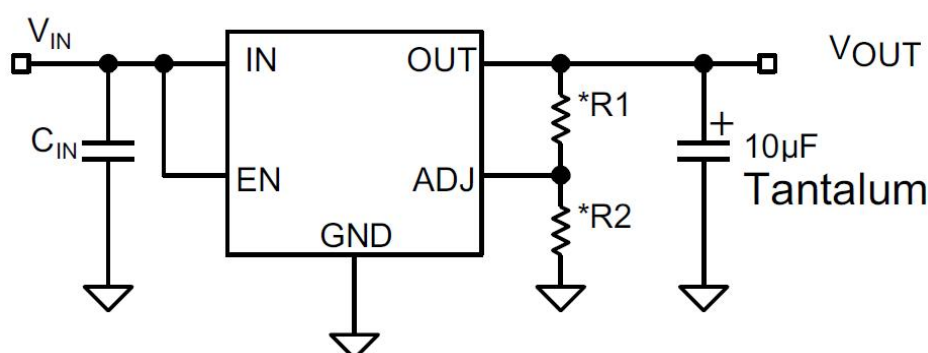 VIN
VOUT
IN
OUT
*R1
CIN
+
10µF
EN
ADJ
Tantalum
*R2
GND